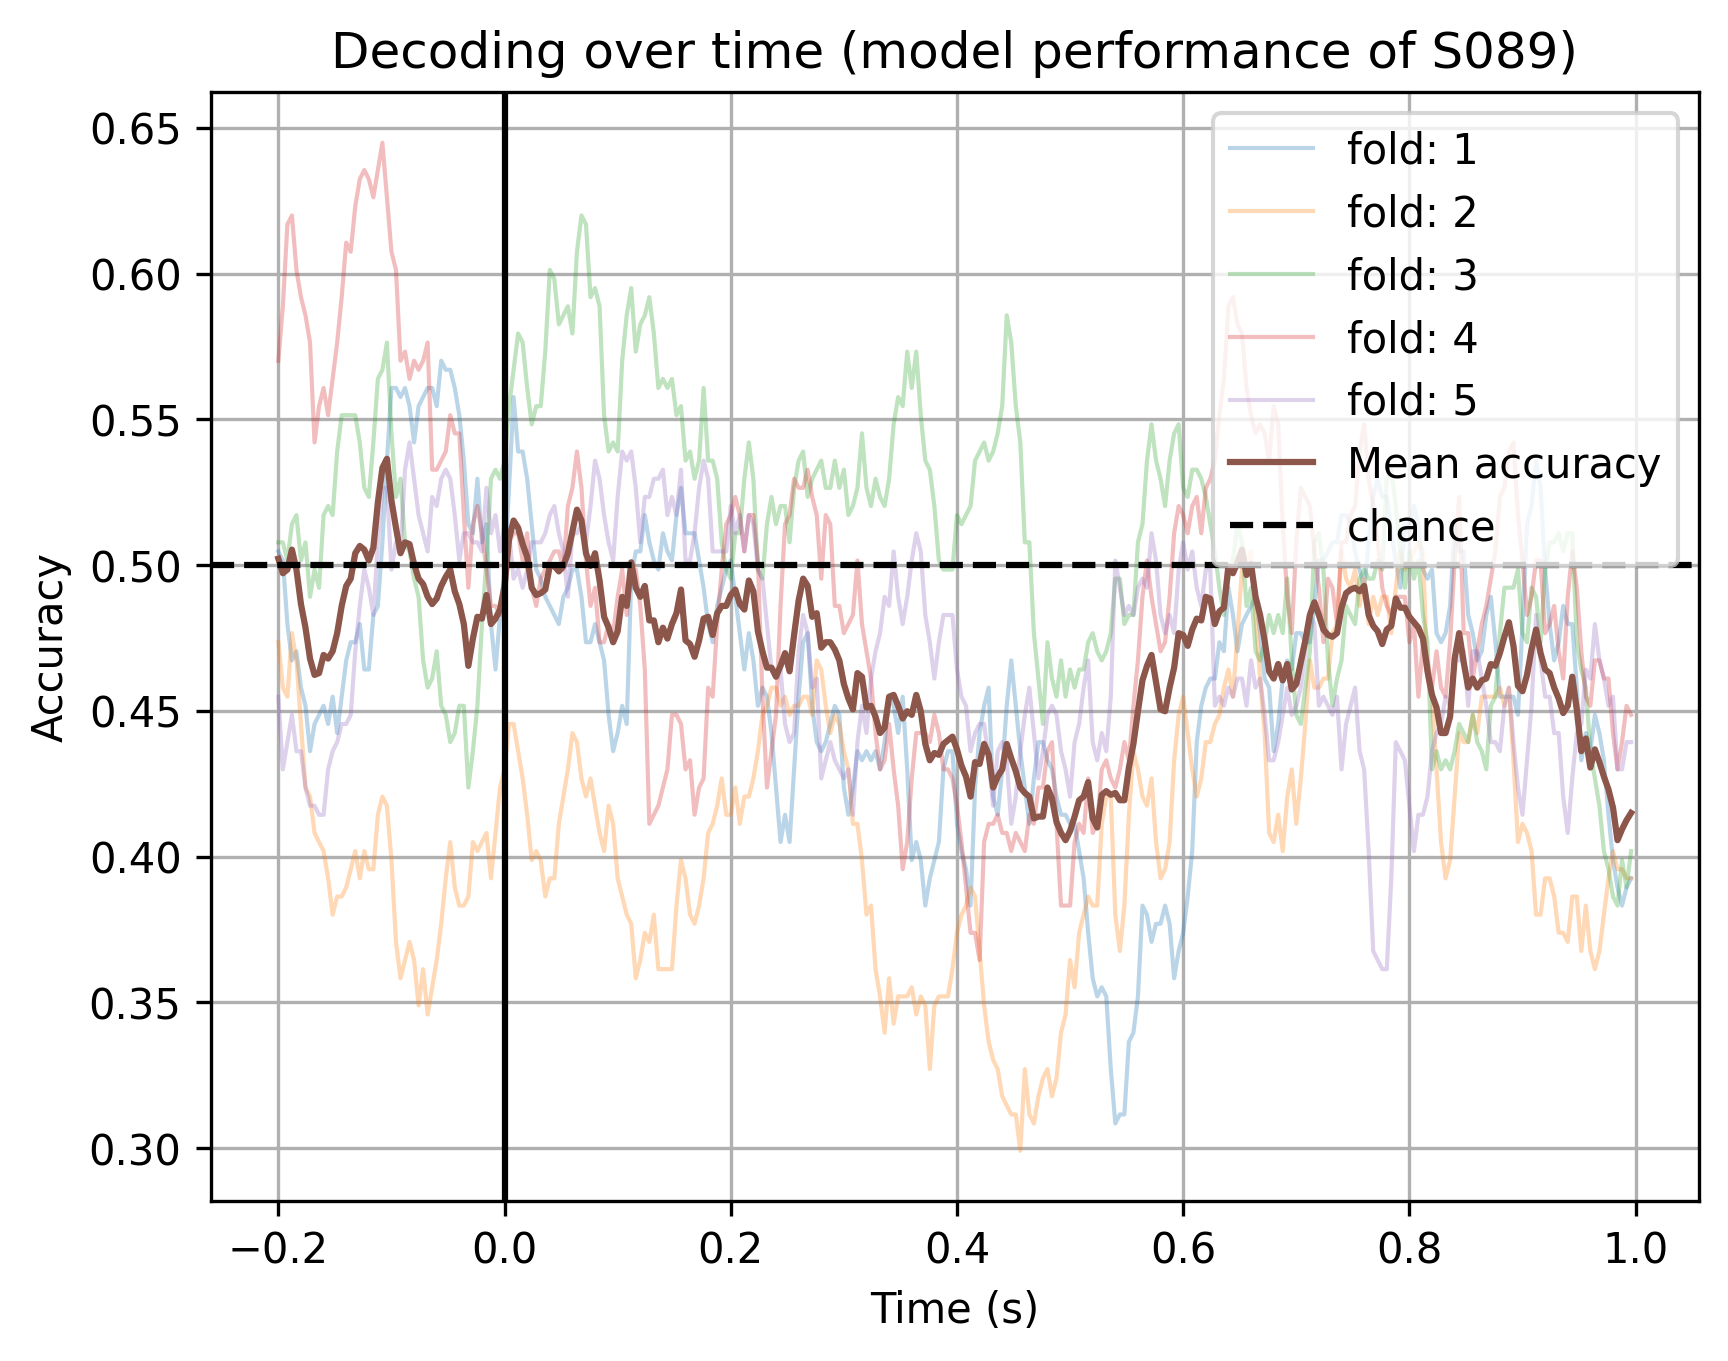 Decoding over time (model performance of S089)
0.65
0.60
0.55
0.50
0.45
0.40
0.35
0.30
Accuracy
fold: 1
fold: 2
fold: 3
fold: 4
fold: 5
Mean accuracy
chance
−0.2 0.0 0.2 0.4 0.6 0.8 1.0
Time (s)